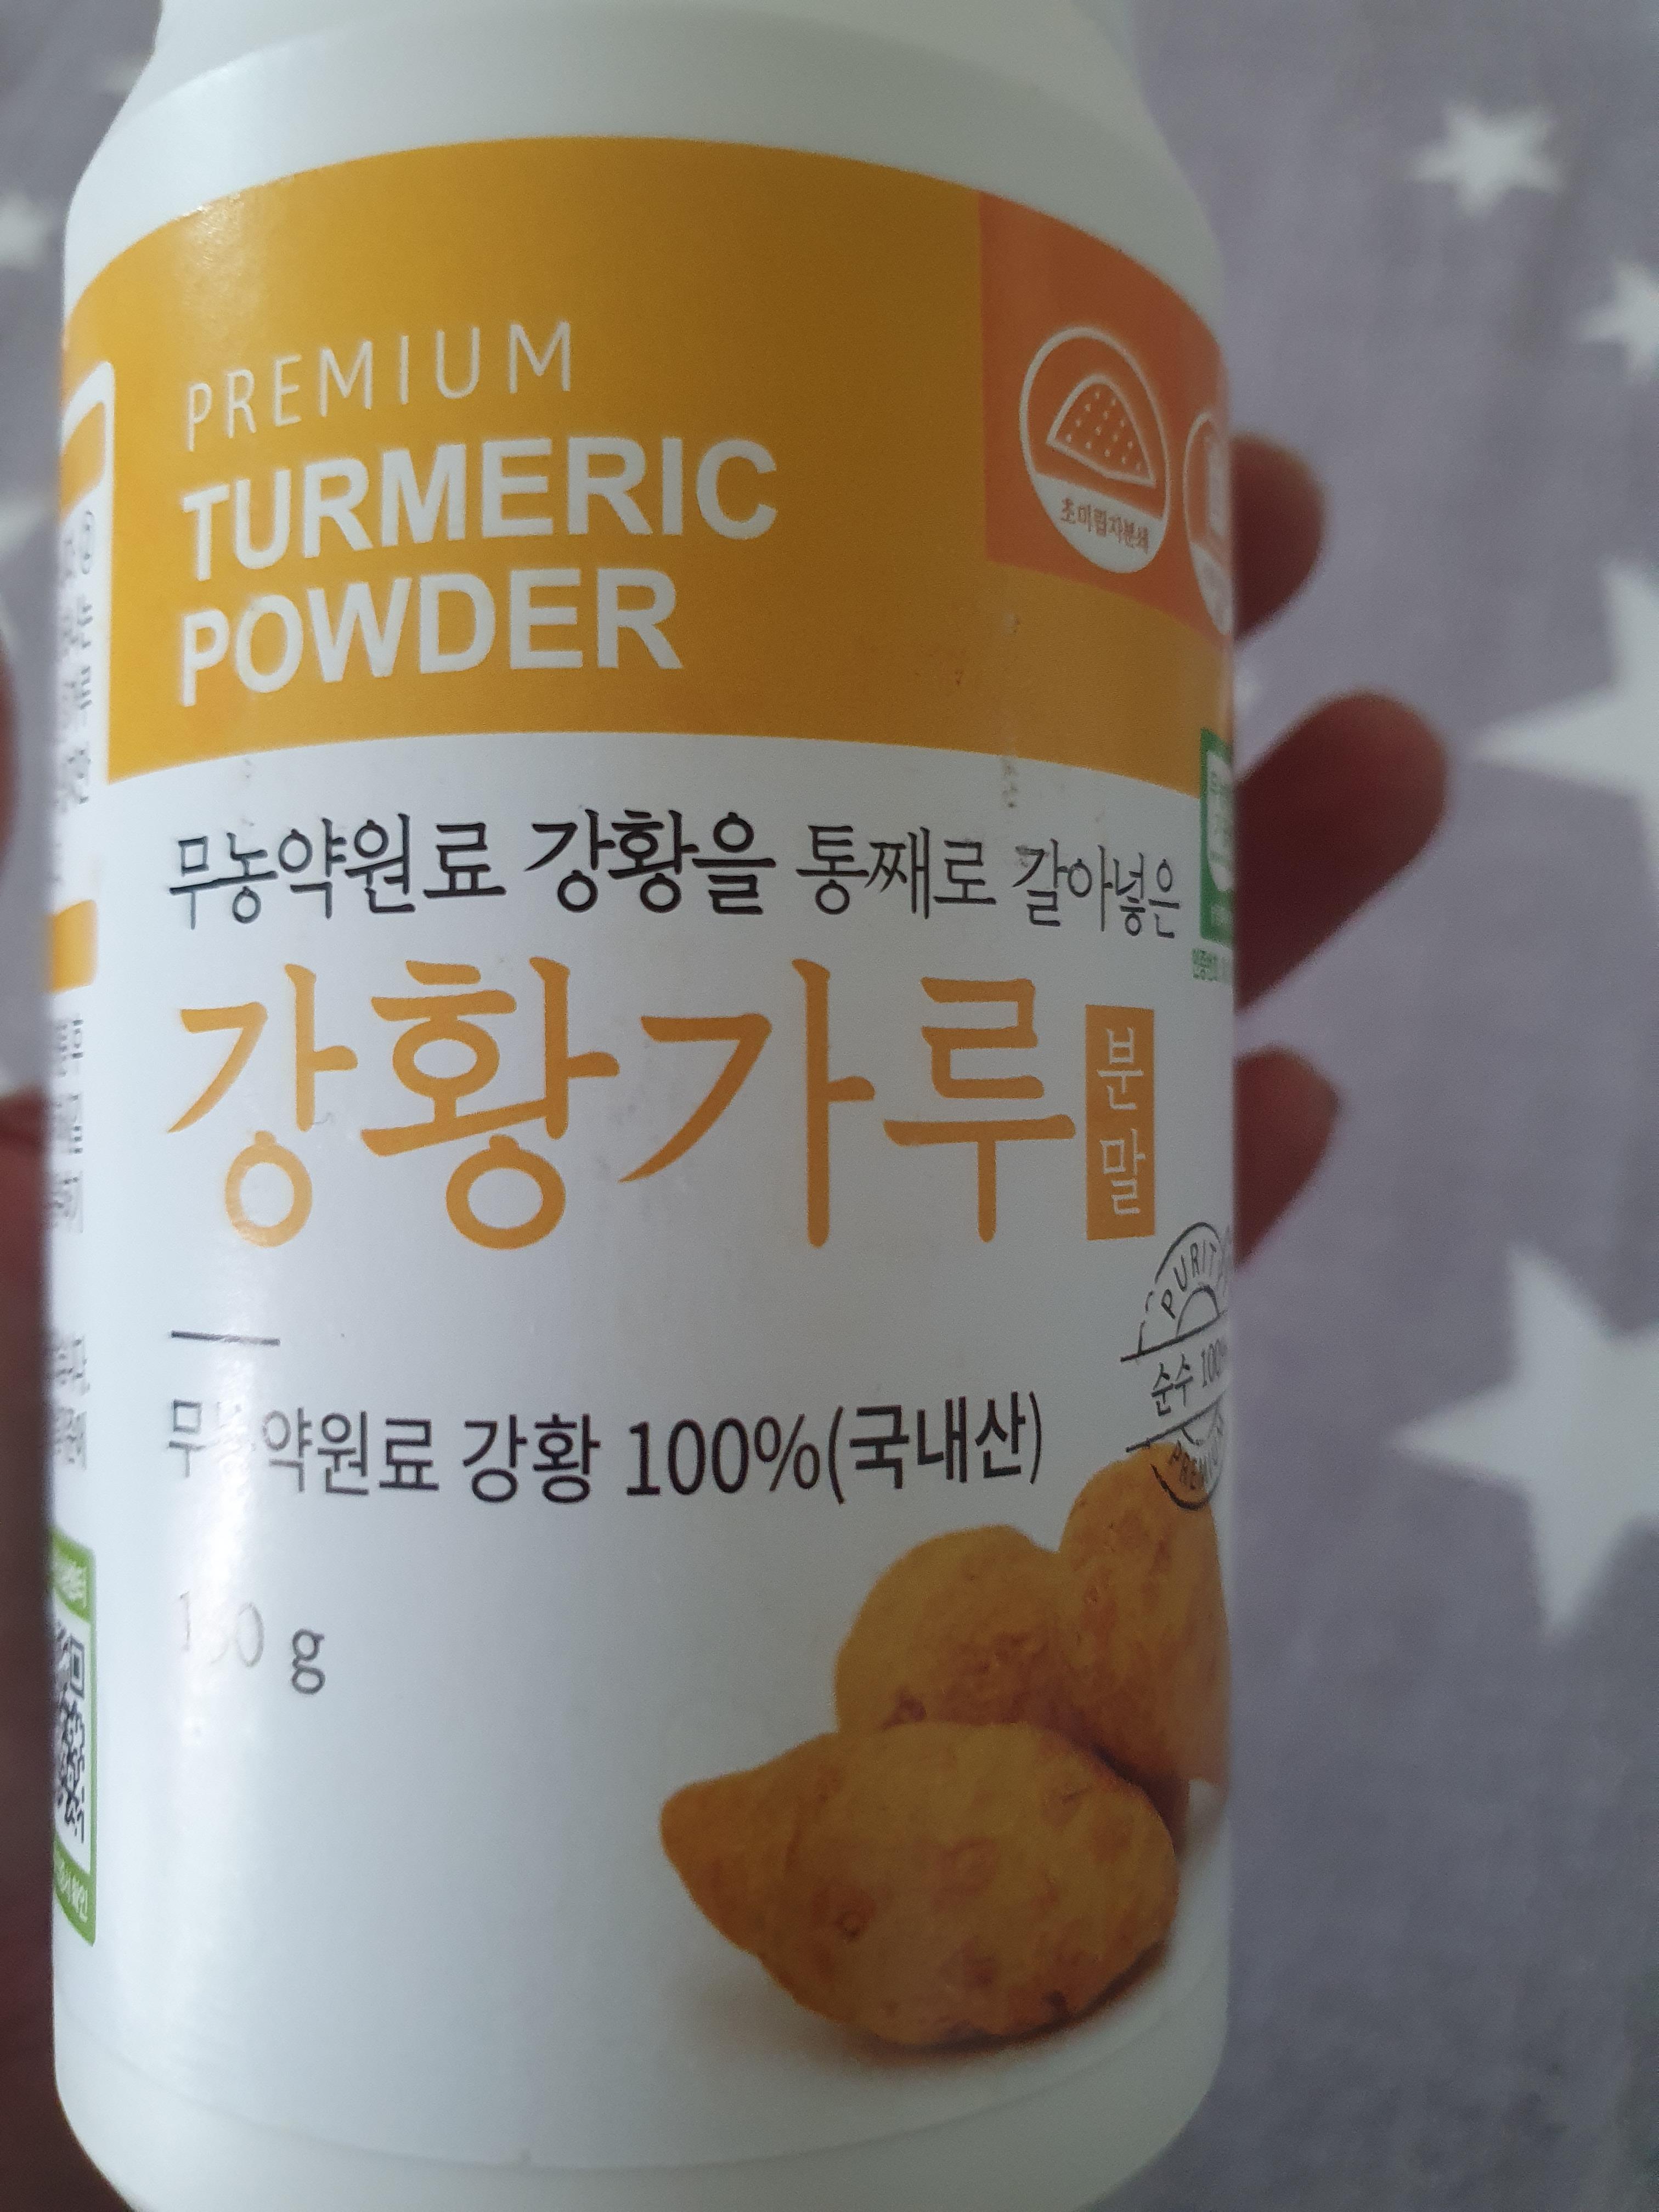 PREMIUM
TURMERIC
POWDER
초미립자분쇄
무농약원료 강황을 통째로 갈아넣은
강황가루
분말
순수
약원료 강황 100%(국내산)
g